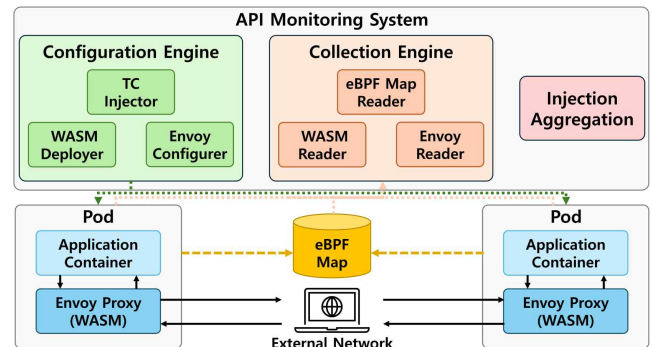 API Monitoring System
Configuration Engine
TC
Injector
WASM
Deployer
Envoy
Configurer
Collection Engine
eBPF Map
Reader
WASM
Reader
Envoy
Reader
Injection
Aggregation
Pod
Application
Container
Envoy Proxy
(WASM)
eBPF
Map
External Network
Pod
Application
Container
Envoy Proxy
(WASM)